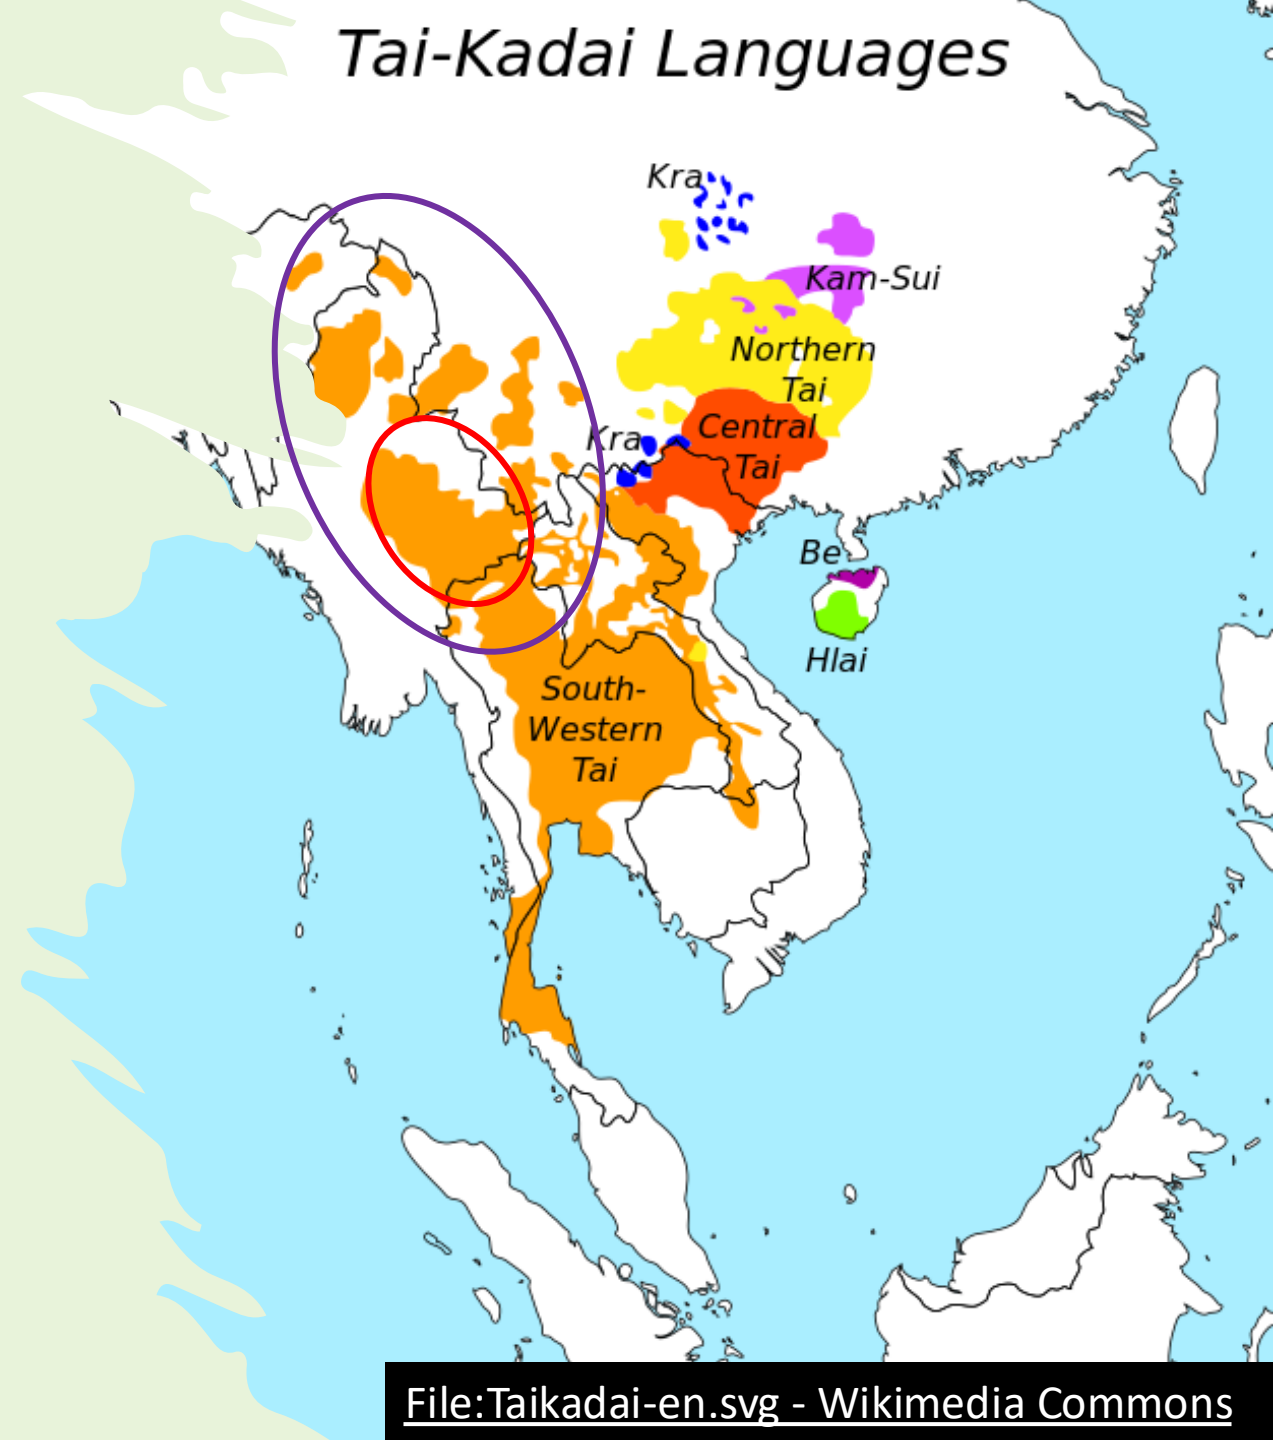 Tai-Kadai Languages
Kra
Kam-Sui
Northern
Tai
Kra
Central
Tai
Be
Hlai
South-
Western
Tai
File:Taikadai-en.svg - Wikimedia Commons